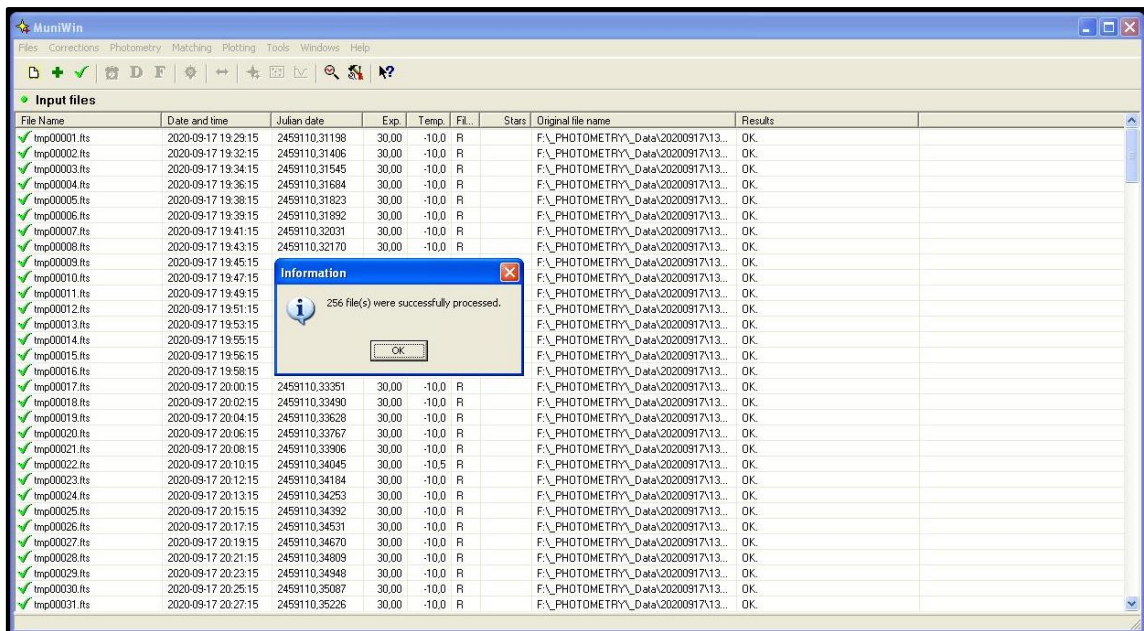 MuniWin
Files Corrections Photometry Matching Plotting Tools Windows Help
D F
Input files
File Name Date and time Julian date Exp. Temp. Fil... Stars Original file name Results
tmp00001.fts 2020-09-17 19:29:15 2459110,31198 30,00 -10,0 R F:\_PHOTOMETRY\_Data\20200917\13... OK.
tmp00002.fts 2020-09-17 19:32:15 2459110,31406 30,00 -10,0 R F:\_PHOTOMETRY\_Data\20200917\13... OK.
tmp00003.fts 2020-09-17 19:34:15 2459110,31545 30,00 -10,0 R F:\_PHOTOMETRY\_Data\20200917\13... OK.
tmp00004.fts 2020-09-17 19:36:15 2459110,31684 30,00 -10,0 R F:\_PHOTOMETRY\_Data\20200917\13... OK.
tmp00005.fts 2020-09-17 19:38:15 2459110,31823 30,00 -10,0 R F:\_PHOTOMETRY\_Data\20200917\13... OK.
tmp00006.fts 2020-09-17 19:39:15 2459110,31892 30,00 -10,0 R F:\_PHOTOMETRY\_Data\20200917\13... OK.
tmp00007.fts 2020-09-17 19:41:15 2459110,32031 30,00 -10,0 R F:\_PHOTOMETRY\_Data\20200917\13... OK.
tmp00008.fts 2020-09-17 19:43:15 2459110,32170 30,00 -10,0 R F:\_PHOTOMETRY\_Data\20200917\13... OK.
tmp00009.fts 2020-09-17 19:45:15 F:\_PHOTOMETRY\_Data\20200917\13... OK.
tmp00010.fts 2020-09-17 19:47:15 F:\_PHOTOMETRY\_Data\20200917\13... OK.
tmp00011.fts 2020-09-17 19:49:15 F:\_PHOTOMETRY\_Data\20200917\13... OK.
tmp00012.fts 2020-09-17 19:51:15 F:\_PHOTOMETRY\_Data\20200917\13... OK.
tmp00013.fts 2020-09-17 19:53:15 F:\_PHOTOMETRY\_Data\20200917\13... OK.
tmp00014.fts 2020-09-17 19:55:15 F:\_PHOTOMETRY\_Data\20200917\13... OK.
tmp00015.fts 2020-09-17 19:56:15 F:\_PHOTOMETRY\_Data\20200917\13... OK.
tmp00016.fts 2020-09-17 19:58:15 F:\_PHOTOMETRY\_Data\20200917\13... OK.
Information
256 file(s) were successfully processed.
OK
tmp00017.fts 2020-09-17 20:00:15 2459110,33351 30,00 -10,0 R F:\_PHOTOMETRY\_Data\20200917\13... OK.
tmp00018.fts 2020-09-17 20:02:15 2459110,33490 30,00 -10,0 R F:\_PHOTOMETRY\_Data\20200917\13... OK.
tmp00019.fts 2020-09-17 20:04:15 2459110,33628 30,00 -10,0 R F:\_PHOTOMETRY\_Data\20200917\13... OK.
tmp00020.fts 2020-09-17 20:06:15 2459110,33767 30,00 -10,0 R F:\_PHOTOMETRY\_Data\20200917\13... OK.
tmp00021.fts 2020-09-17 20:08:15 2459110,33906 30,00 -10,0 R F:\_PHOTOMETRY\_Data\20200917\13... OK.
tmp00022.fts 2020-09-17 20:10:15 2459110,34045 30,00 -10,5 R F:\_PHOTOMETRY\_Data\20200917\13... OK.
tmp00023.fts 2020-09-17 20:12:15 2459110,34184 30,00 -10,0 R F:\_PHOTOMETRY\_Data\20200917\13... OK.
tmp00024.fts 2020-09-17 20:13:15 2459110,34253 30,00 -10,0 R F:\_PHOTOMETRY\_Data\20200917\13... OK.
tmp00025.fts 2020-09-17 20:15:15 2459110,34392 30,00 -10,0 R F:\_PHOTOMETRY\_Data\20200917\13... OK.
tmp00026.fts 2020-09-17 20:17:15 2459110,34531 30,00 -10,0 R F:\_PHOTOMETRY\_Data\20200917\13... OK.
tmp00027.fts 2020-09-17 20:19:15 2459110,34670 30,00 -10,0 R F:\_PHOTOMETRY\_Data\20200917\13... OK.
tmp00028.fts 2020-09-17 20:21:15 2459110,34809 30,00 -10,0 R F:\_PHOTOMETRY\_Data\20200917\13... OK.
tmp00029.fts 2020-09-17 20:23:15 2459110,34948 30,00 -10,0 R F:\_PHOTOMETRY\_Data\20200917\13... OK.
tmp00030.fts 2020-09-17 20:25:15 2459110,35087 30,00 -10,0 R F:\_PHOTOMETRY\_Data\20200917\13... OK.
tmp00031.fts 2020-09-17 20:27:15 2459110,35226 30,00 -10,0 R F:\_PHOTOMETRY\_Data\20200917\13... OK.